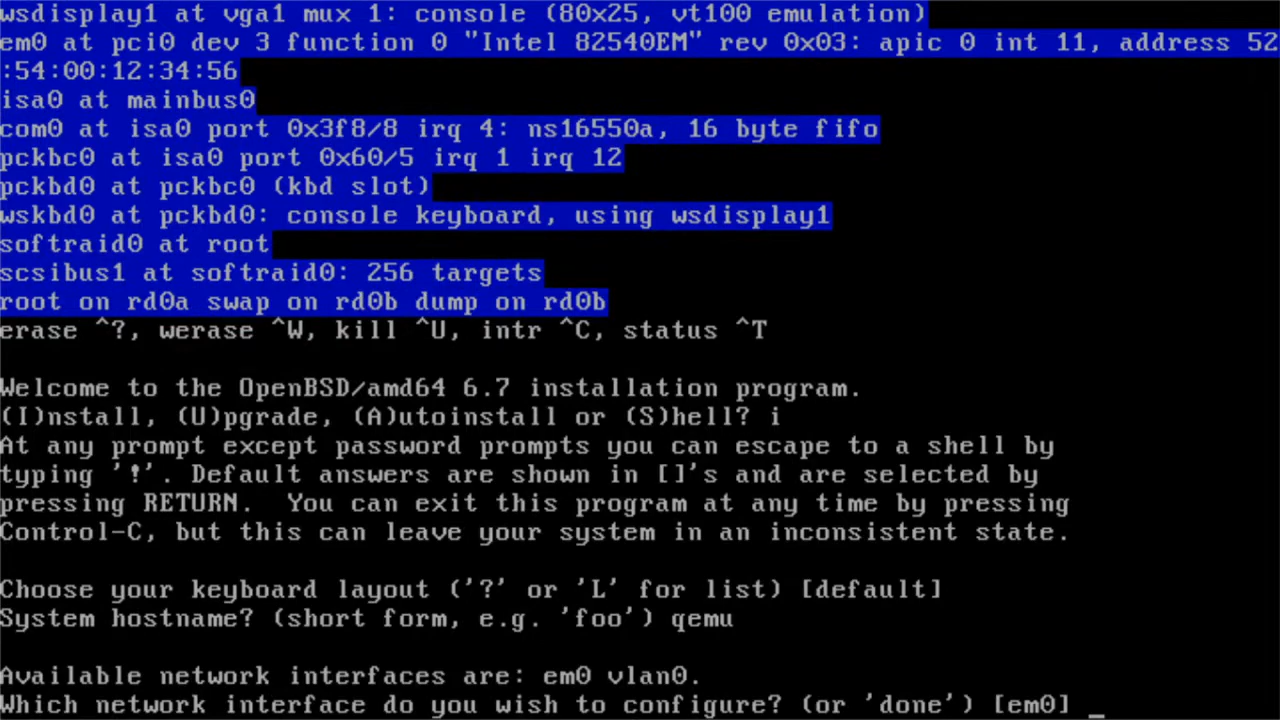 wsdisplay1 at vga1 mux 1: console (80x25, vt100 emulation)
em0 at pci0 dev 3 function 0 "Intel 82540EM" rev 0x03: apic 0 int 11, address 52
:54:00:12:34:56
isa0 at mainbus0
com0 at isa0 port 0x3f8/8 irq 4: ns16550a, 16 byte fifo
pckbc0 at isa0 port 0x60/5 irq 1 irq 12
pckbd0 at pckbc0 (kbd slot)
wskbd0 at pckbd0: console keyboard, using wsdisplay1
softraid0 at root
scsibus1 at softraid0: 256 targets
root on rd0a swap on rd0b dump on rd0b
erase ^?, werase ^W, kill ^U, intr ^C, status ^T
Welcome to the OpenBSD/amd64 6.7 installation program.
(I)nstall, (U)pgrade, (A)utoinstall or (S)hell? i
At any prompt except password prompts you can escape to a shell by
typing '!'. Default answers are shown in []'s and are selected by
pressing RETURN.  You can exit this program at any time by pressing
Control-C, but this can leave your system in an inconsistent state.
Choose your keyboard layout ('?' or 'L' for list) [default]
System hostname? (short form, e.g. 'foo') qemu
Available network interfaces are: em0 vlan0.
Which network interface do you wish to configure? (or 'done') [em0] _